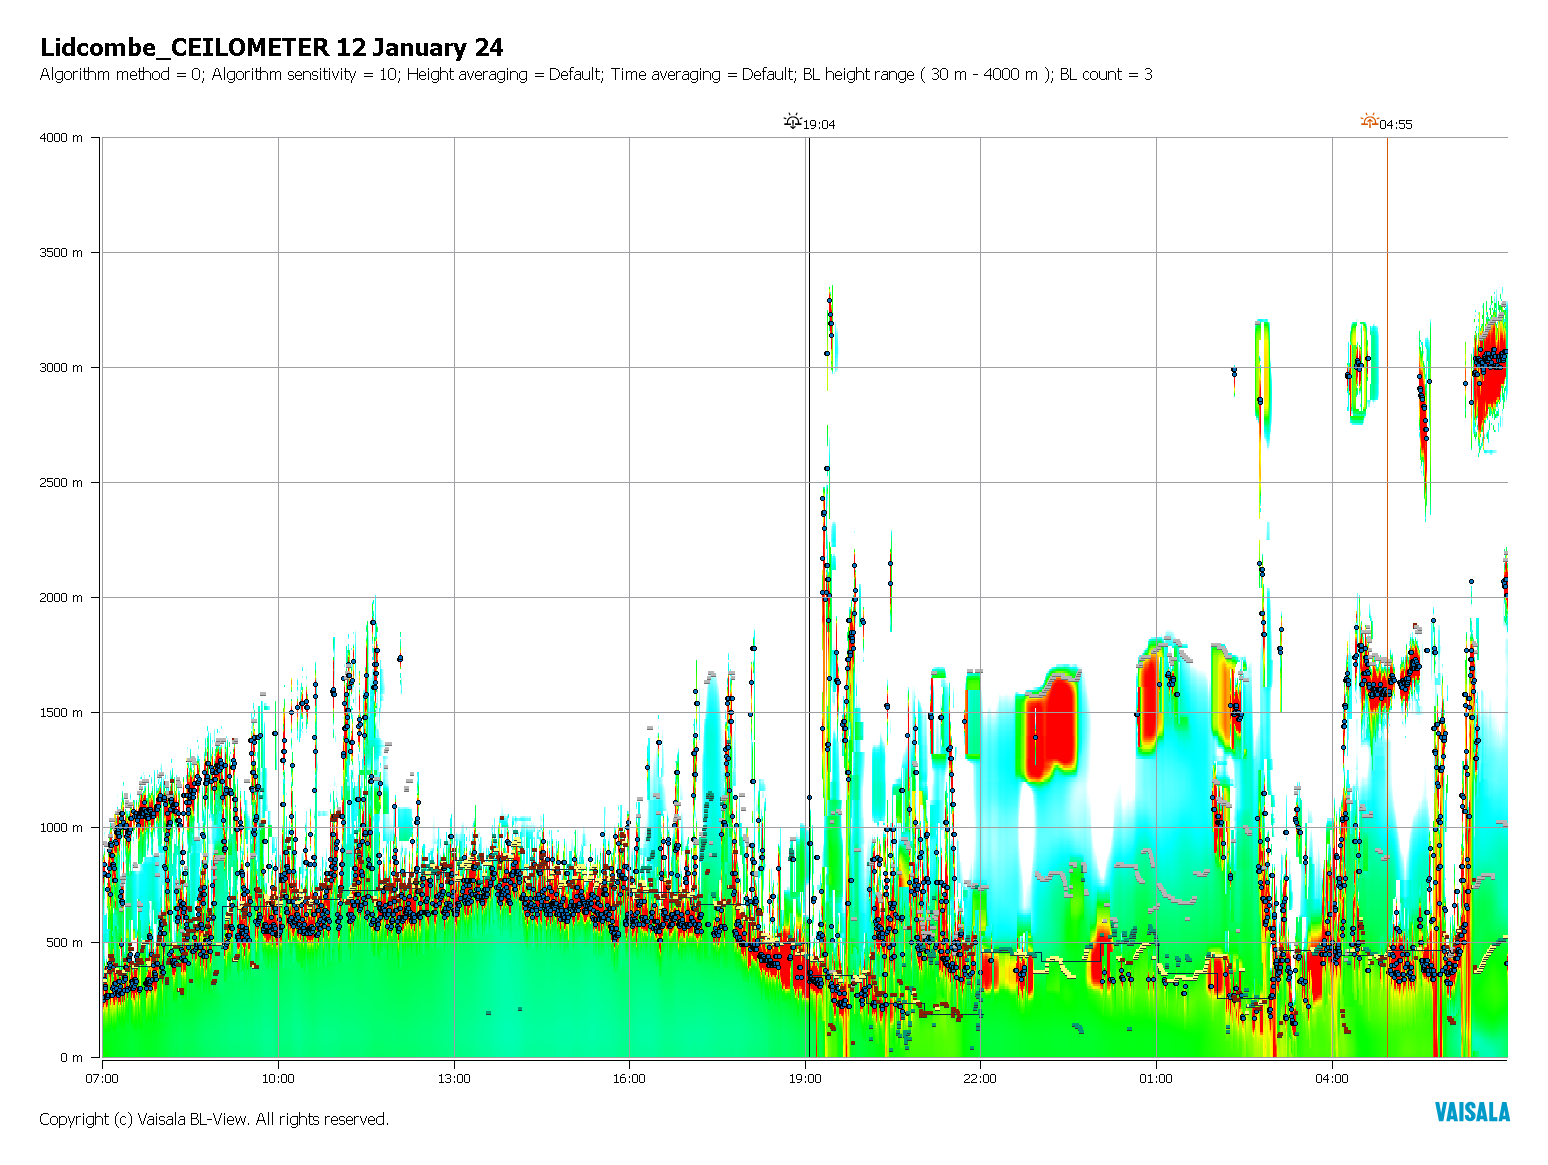 Lidcombe_CEILOMETER 12 January 24
Algorithm method = 0; Algorithm sensitivity = 10; Height averaging = Default; Time averaging = Default; BL height range ( 30 m - 4000 m ); BL count = 3
19:04
04:55
4000 m
3500 m
3000 m
2500 m
2000 m
1500 m
1000 m
500 m
0 m
07:00
10:00
13:00
16:00
19:00
22:00
01:00
04:00
Copyright (c) Vaisala BL-View. All rights reserved.
VAISALA